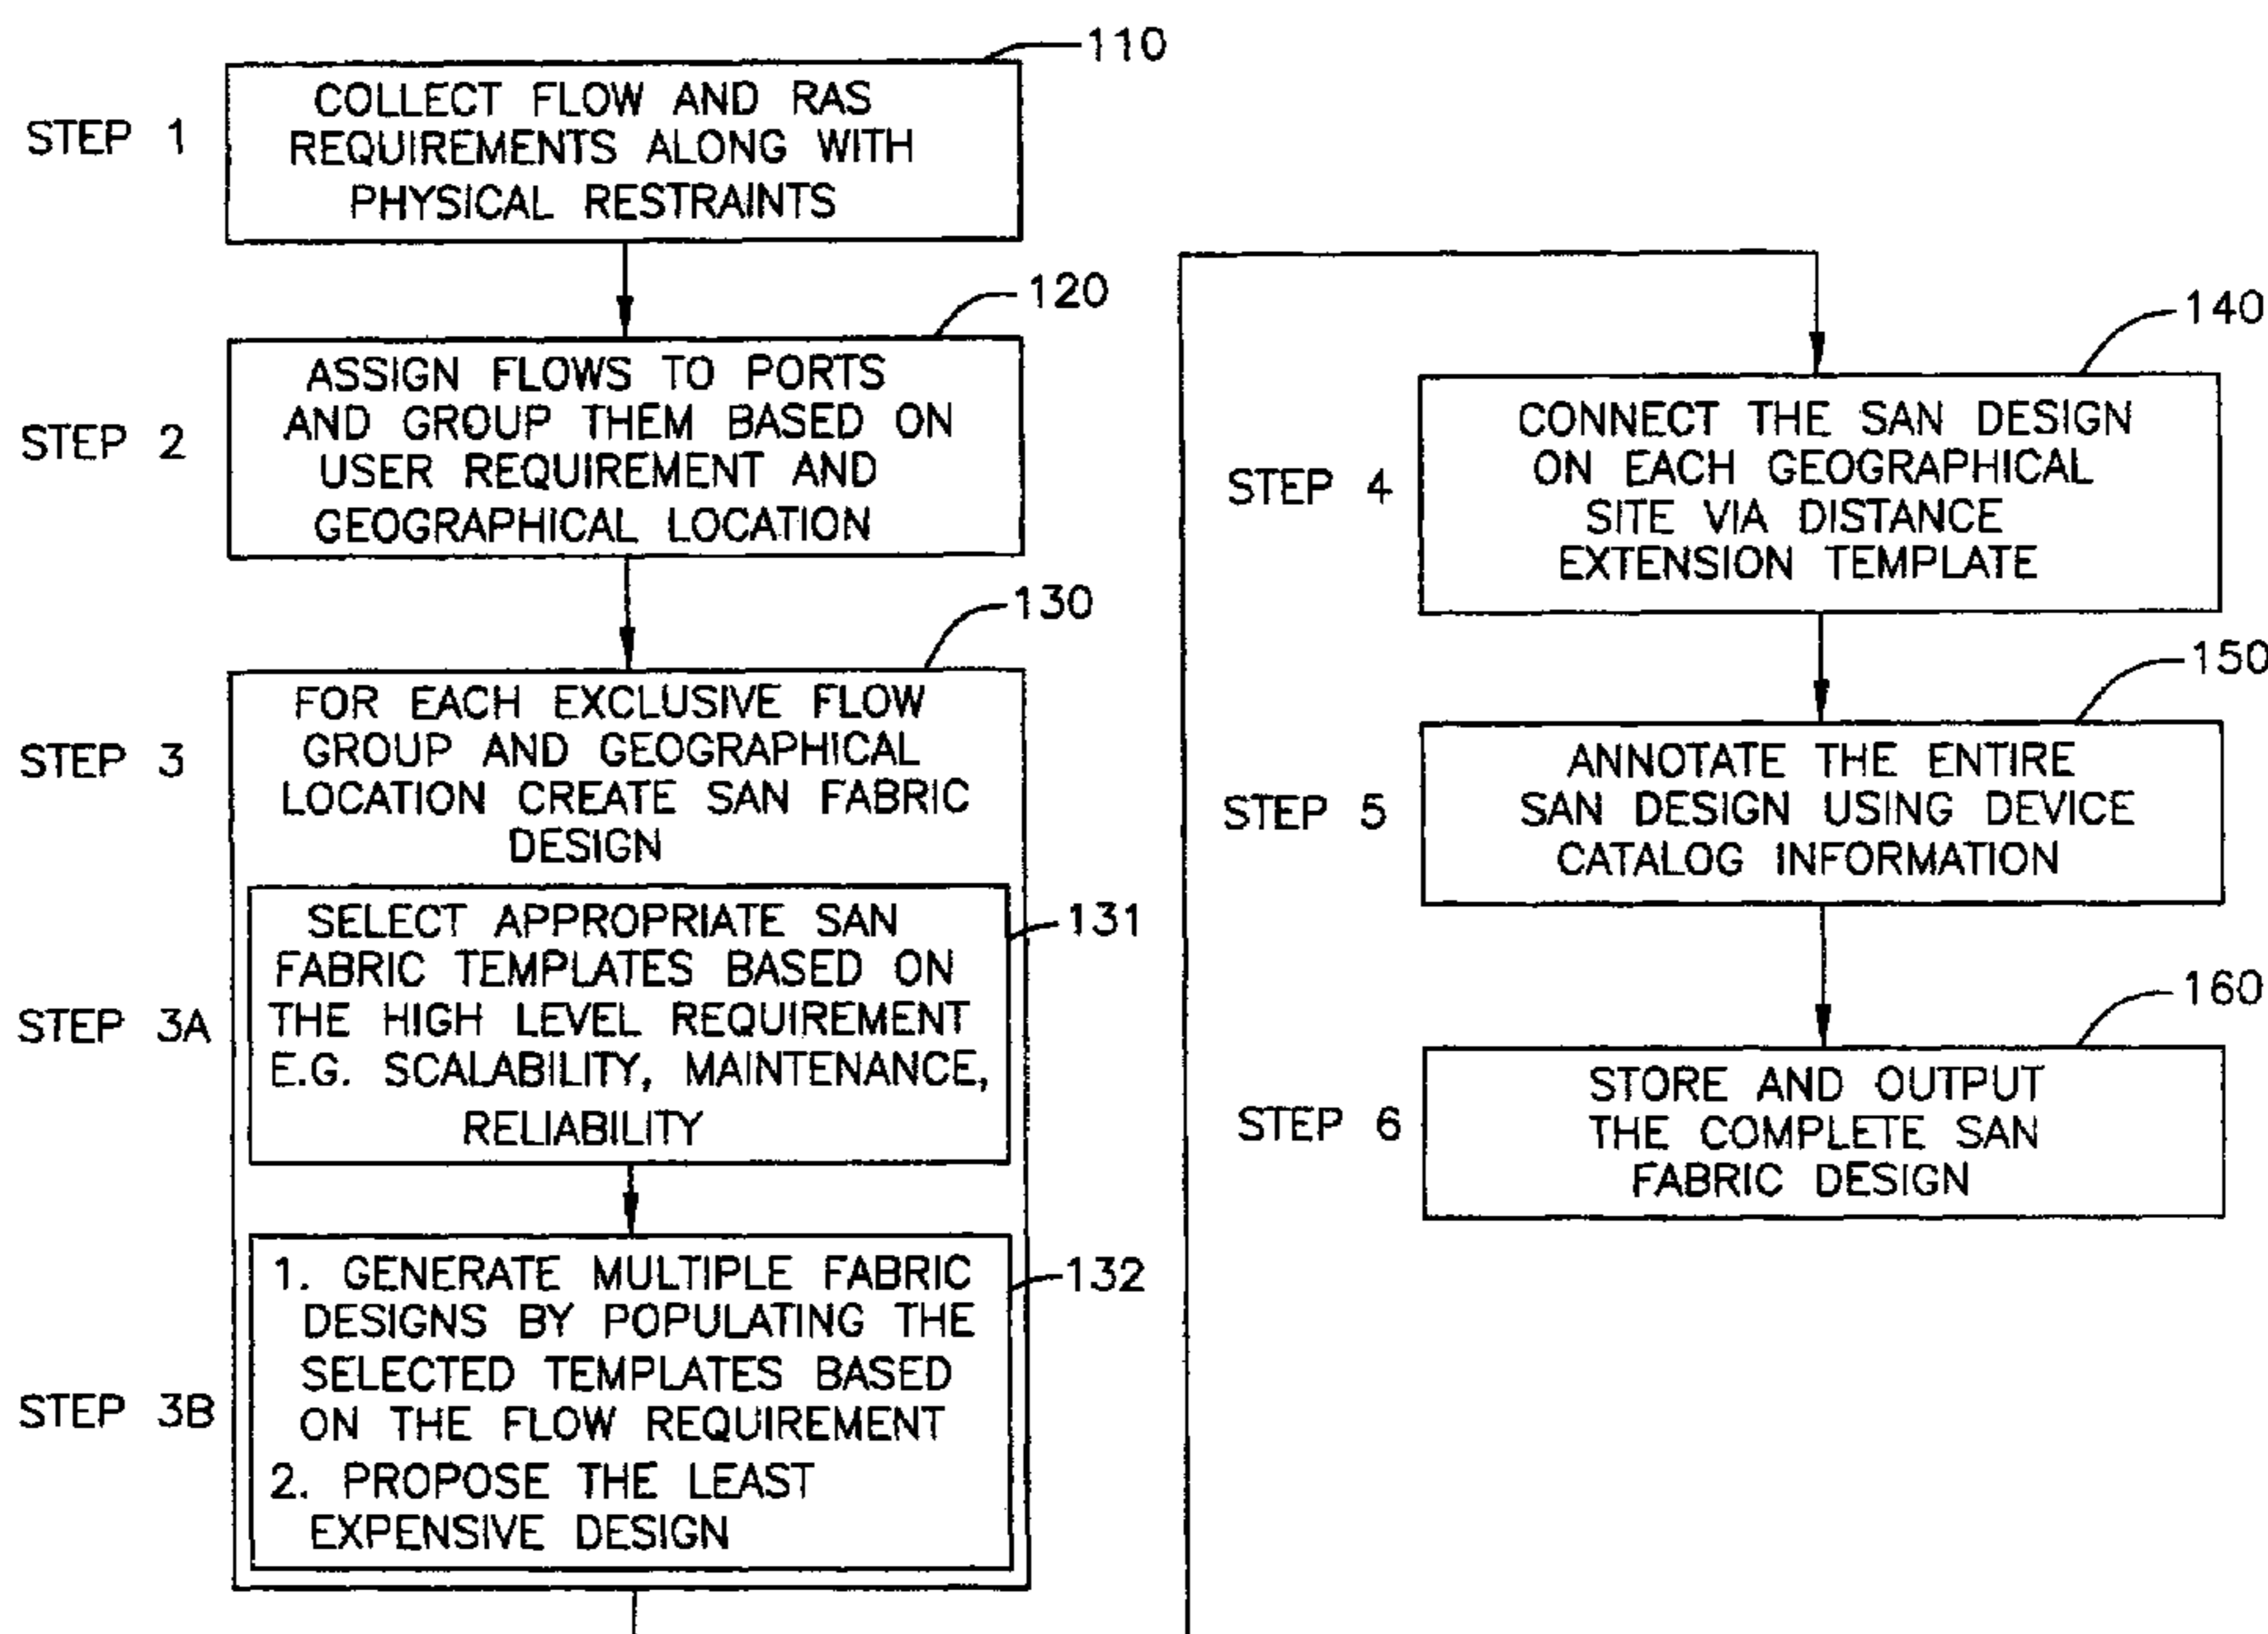 110
STEP 1
COLLECT FLOW AND RAS
REQUIREMENTS ALONG WITH
PHYSICAL RESTRAINTS
120
STEP 2
ASSIGN FLOWS TO PORTS
AND GROUP THEM BASED ON
USER REQUIREMENT AND
GEOGRAPHICAL LOCATION
130
STEP 3
FOR EACH EXCLUSIVE FLOW
GROUP AND GEOGRAPHICAL
LOCATION CREATE SAN FABRIC
DESIGN
131
STEP 3A
SELECT APPROPRIATE SAN
FABRIC TEMPLATES BASED ON
THE HIGH LEVEL REQUIREMENT
E.G. SCALABILITY, MAINTENANCE,
RELIABILITY
132
STEP 3B
1. GENERATE MULTIPLE FABRIC
DESIGNS BY POPULATING THE
SELECTED TEMPLATES BASED
ON THE FLOW REQUIREMENT
2. PROPOSE THE LEAST
EXPENSIVE DESIGN
140
STEP 4
CONNECT THE SAN DESIGN
ON EACH GEOGRAPHICAL
SITE VIA DISTANCE
EXTENSION TEMPLATE
150
STEP 5
ANNOTATE THE ENTIRE
SAN DESIGN USING DEVICE
CATALOG INFORMATION
160
STEP 6
STORE AND OUTPUT
THE COMPLETE SAN
FABRIC DESIGN